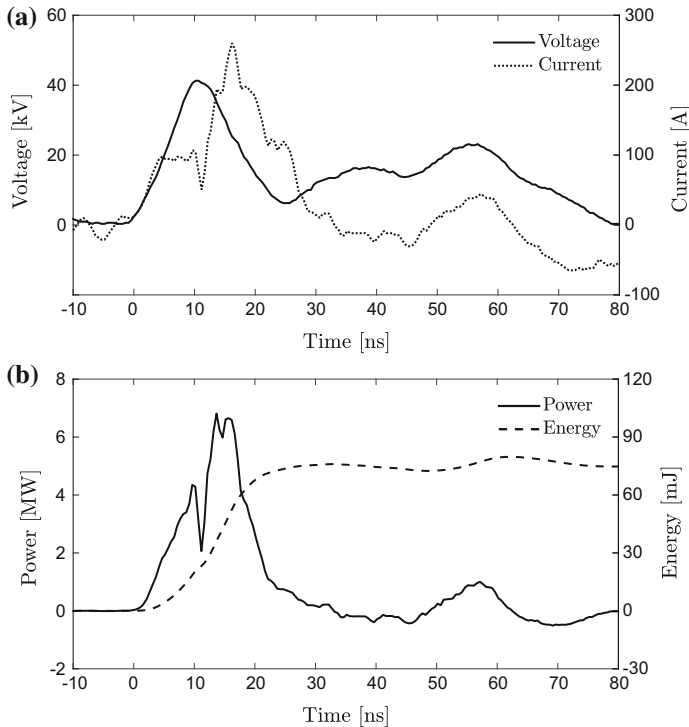 (a)
60
40
20
0
Voltage [kV]
300
200
100
0
-100
Current [A]
Voltage
Current
-10 0 10 20 30 40 50 60 70 80
Time [ns]
(b)
8
6
4
2
0
-2
Power [MW]
120
90
60
30
0
-30
Energy [mJ]
Power
Energy
-10 0 10 20 30 40 50 60 70 80
Time [ns]